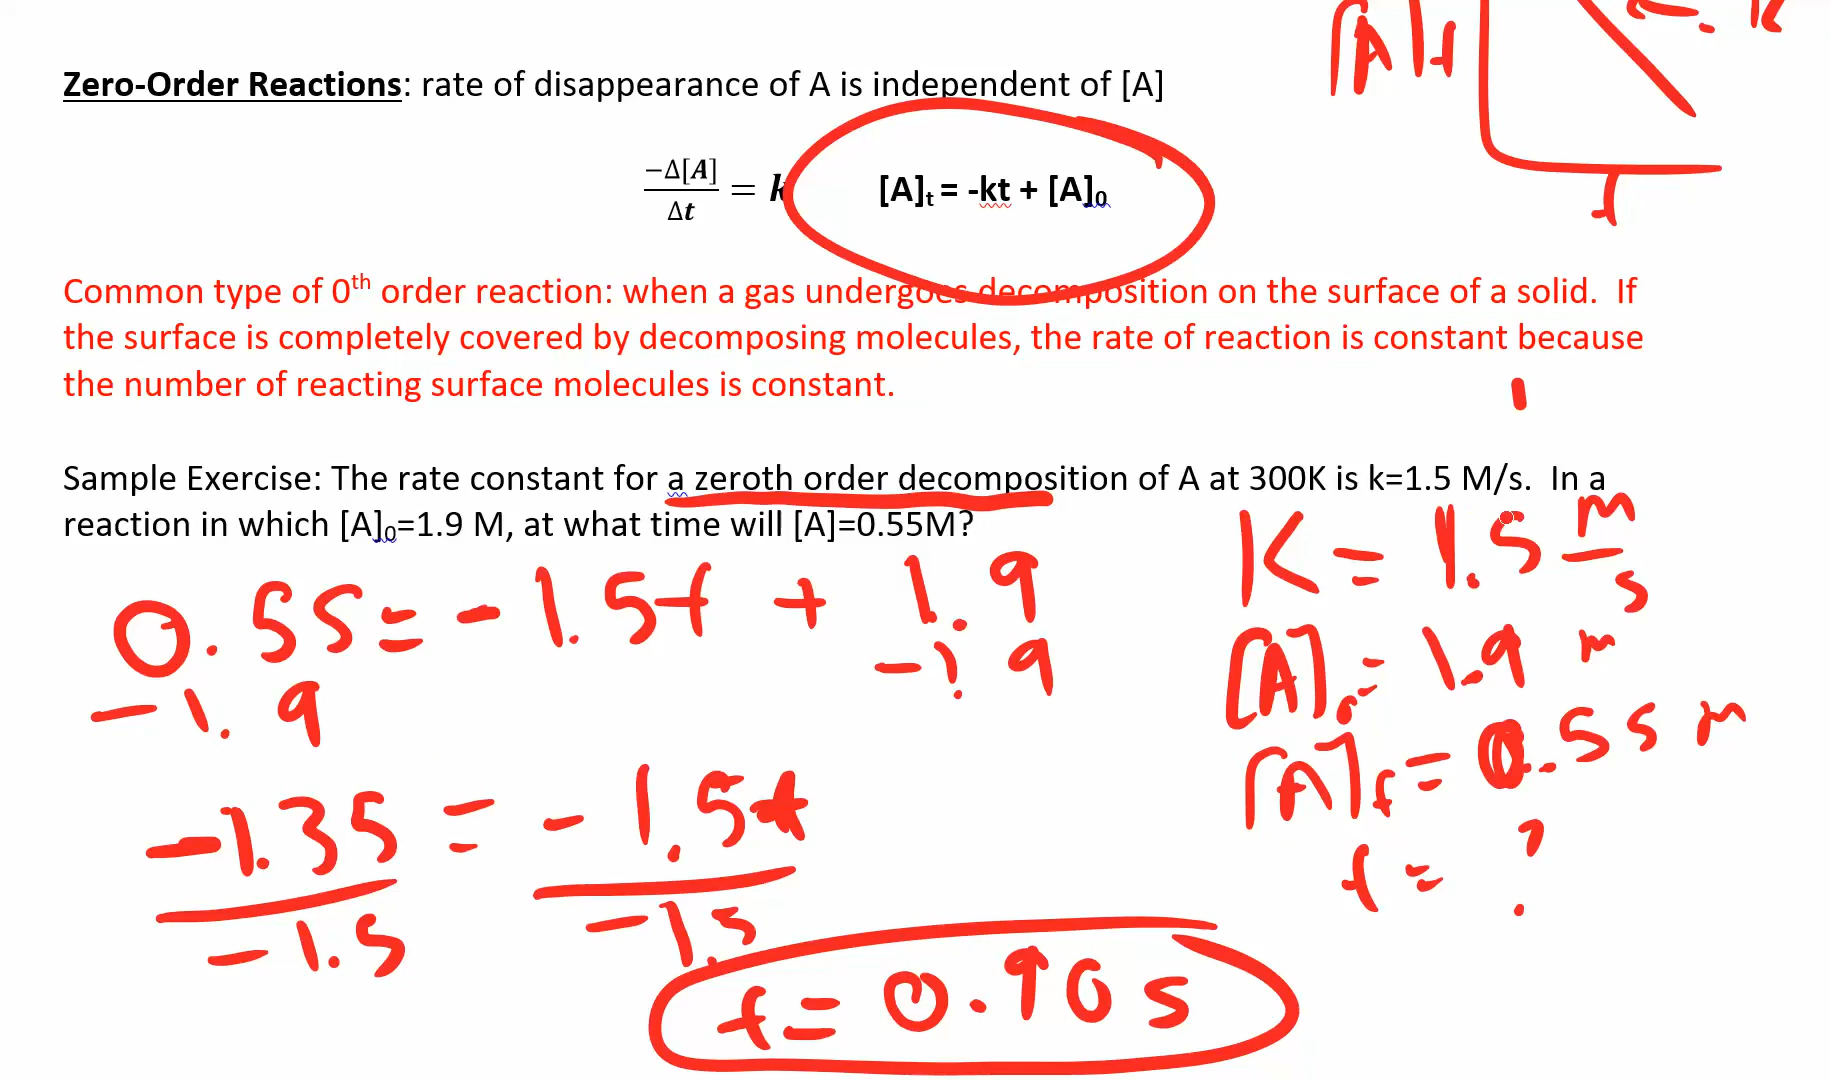 [A]t
k
Zero-Order Reactions: rate of disappearance of A is independent of [A]
t
−Δ[A]/Δt = k [A]t = -kt + [A]0
Common type of 0th order reaction: when a gas undergoes decomposition on the surface of a solid. If
the surface is completely covered by decomposing molecules, the rate of reaction is constant because
the number of reacting surface molecules is constant.
Sample Exercise: The rate constant for a zeroth order decomposition of A at 300K is k=1.5 M/s. In a
reaction in which [A]0=1.9 M, at what time will [A]=0.55M?
0.55 = -1.5t + 1.9
-1.9 -1.9
-1.35 = -1.5t
-1.5 -1.5
t = 0.90 s
K = 1.5 M/s
[A]0 = 1.9 M
[A]t = 0.55 M
t = ?